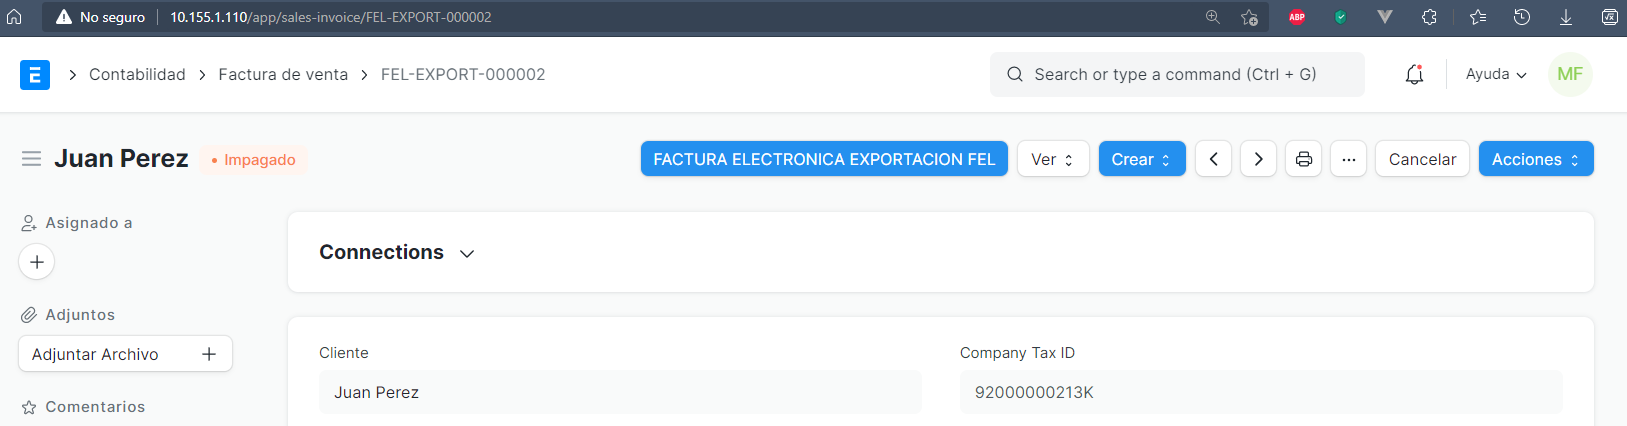 No seguro 10.155.1.110/app/sales-invoice/FEL-EXPORT-000002 ABP
E Contabilidad Factura de venta FEL-EXPORT-000002 Search or type a command (Ctrl + G) Ayuda MF
Juan Perez Impagado FACTURA ELECTRONICA EXPORTACION FEL Ver Crear ... Cancelar Acciones
Asignado a
Connections
Adjuntos
Adjuntar Archivo
Cliente Company Tax ID
Juan Perez 92000000213K
Comentarios